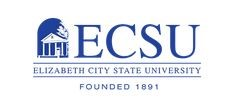 ECSU
ELIZABETH CITY STATE UNIVERSITY
FOUNDED 1891